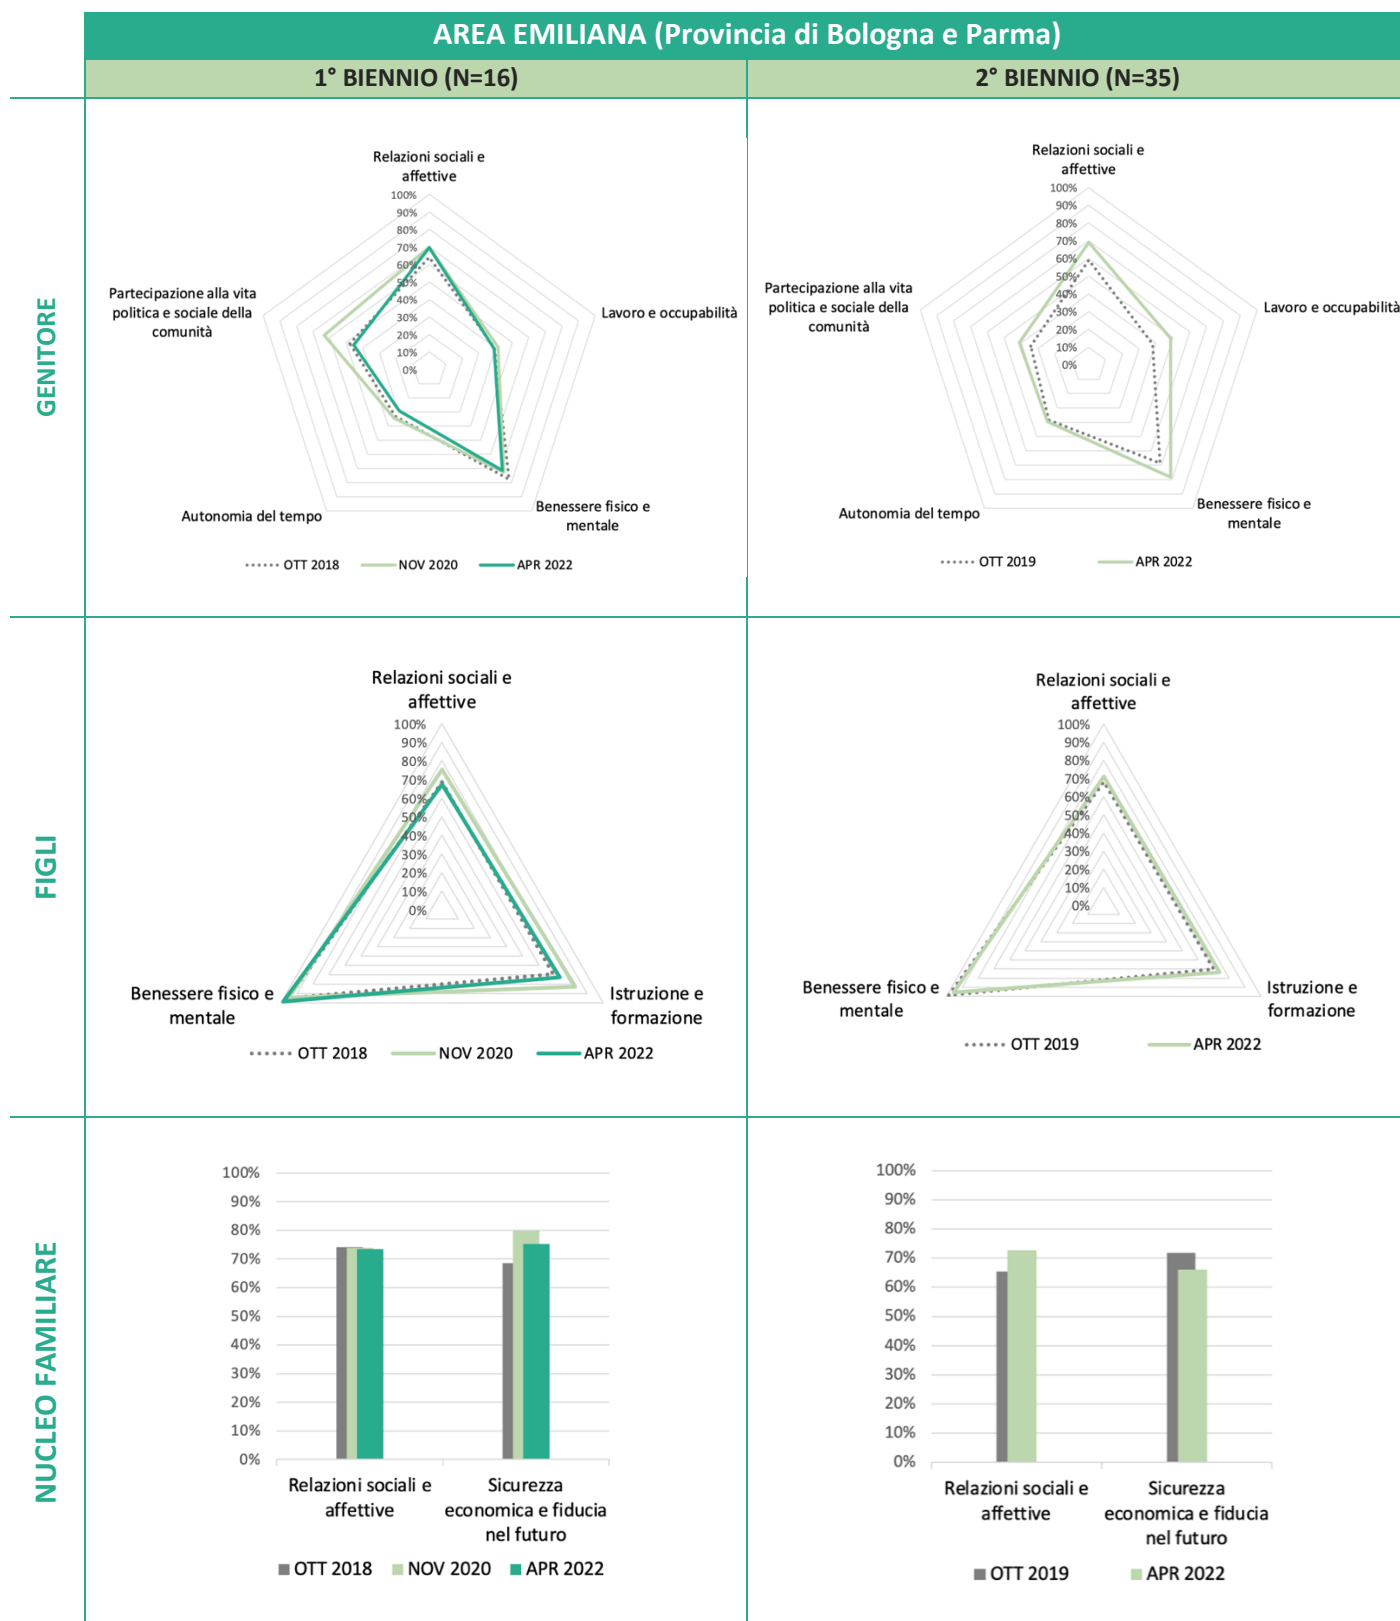 AREA EMILIANA (Provincia di Bologna e Parma)
1° BIENNIO (N=16)
2° BIENNIO (N=35)
GENITORE
Relazioni sociali e
affettive
100%
90%
80%
70%
60%
50%
40%
30%
20%
10%
0%
Lavoro e occupabilità
Benessere fisico e
mentale
Autonomia del tempo
Partecipazione alla vita
politica e sociale della
comunità
OTT 2018
NOV 2020
APR 2022
Relazioni sociali e
affettive
100%
90%
80%
70%
60%
50%
40%
30%
20%
10%
0%
Lavoro e occupabilità
Benessere fisico e
mentale
Autonomia del tempo
Partecipazione alla vita
politica e sociale della
comunità
OTT 2019
APR 2022
FIGLI
Relazioni sociali e
affettive
100%
90%
80%
70%
60%
50%
40%
30%
20%
10%
0%
Istruzione e
formazione
Benessere fisico e
mentale
OTT 2018
NOV 2020
APR 2022
Relazioni sociali e
affettive
100%
90%
80%
70%
60%
50%
40%
30%
20%
10%
0%
Istruzione e
formazione
Benessere fisico e
mentale
OTT 2019
APR 2022
NUCLEO FAMILIARE
100%
90%
80%
70%
60%
50%
40%
30%
20%
10%
0%
Relazioni sociali e
affettive
Sicurezza
economica e fiducia
nel futuro
OTT 2018
NOV 2020
APR 2022
100%
90%
80%
70%
60%
50%
40%
30%
20%
10%
0%
Relazioni sociali e
affettive
Sicurezza
economica e fiducia
nel futuro
OTT 2019
APR 2022